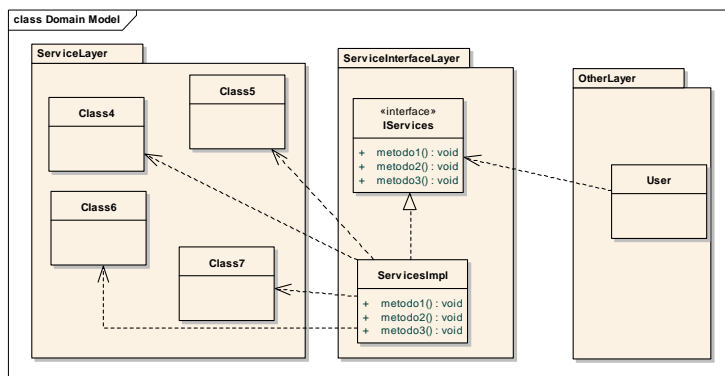 class Domain Model
ServiceLayer
Class4
Class5
Class6
Class7
ServiceInterfaceLayer
«interface»
IServices
+ metodo1() : void
+ metodo2() : void
+ metodo3() : void
ServicesImpl
+ metodo1() : void
+ metodo2() : void
+ metodo3() : void
OtherLayer
User